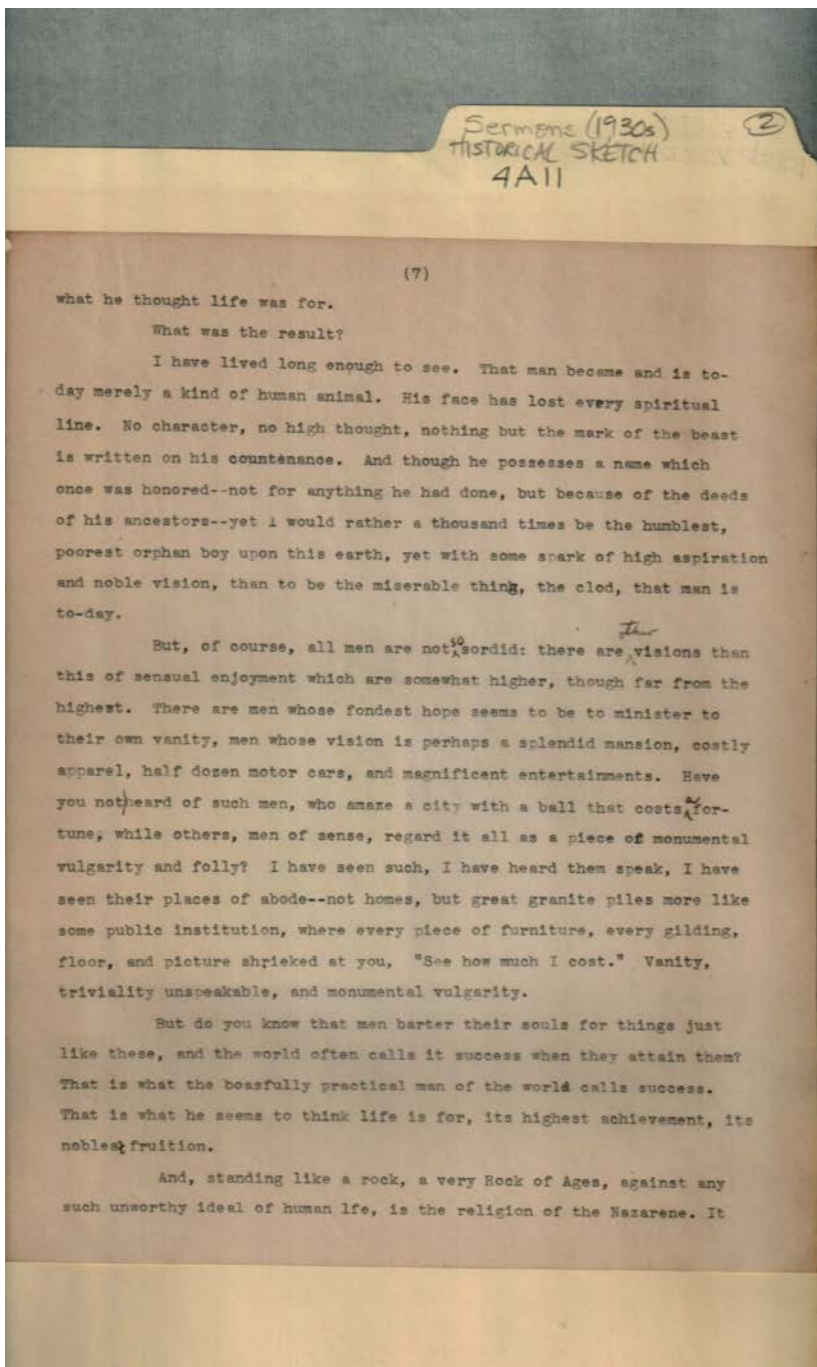 Sermons (1930s) 2
HISTORICAL SKETCH
4A11
(7)
what he thought life was for.
What was the result?
I have lived long enough to see. That man became and is to-
day merely a kind of human animal. His face has lost every spiritual
line. No character, no high thought, nothing but the mark of the beast
is written on his countenance. And though he possesses a name which
once was honored--not for anything he had done, but because of the deeds
of his ancestors--yet I would rather a thousand times be the humblest,
poorest orphan boy upon this earth, yet with some spark of high aspiration
and noble vision, than to be the miserable thing, the clod, that man is
to-day.
But, of course, all men are not so sordid: there are visions than
this of sensual enjoyment which are somewhat higher, though far from the
highest. There are men whose fondest hope seems to be to minister to
their own vanity, men whose vision is perhaps a splendid mansion, costly
apparel, half dozen motor cars, and magnificent entertainments. Have
you not heard of such men, who amaze a city with a ball that costs a for-
tune, while others, men of sense, regard it all as a piece of monumental
vulgarity and folly? I have seen such, I have heard them speak, I have
seen their places of abode--not homes, but great granite piles more like
some public institution, where every piece of furniture, every gilding,
floor, and picture shrieked at you, "See how much I cost." Vanity,
triviality unspeakable, and monumental vulgarity.
But do you know that men barter their souls for things just
like these, and the world often calls it success when they attain them?
That is what the boasfully practical man of the world calls success.
That is what he seems to think life is for, its highest achievement, its
noblest fruition.
And, standing like a rock, a very Rock of Ages, against any
such unworthy ideal of human lfe, is the religion of the Nazarene. It